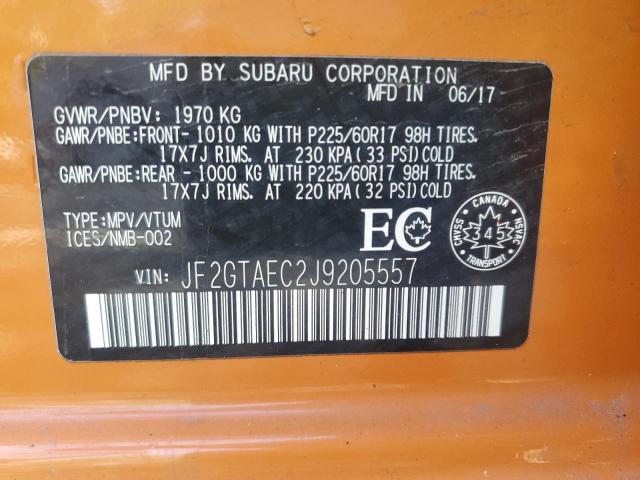 MFD BY SUBARU CORPORATION
MFD IN 06/17
GVWR/PNBV: 1970 KG
GAWR/PNBE:FRONT- 1010 KG WITH P225/60R17 98H TIRES.
17X7J RIMS. AT 230 KPA(33 PSI)COLD
GAWR/PNBE:REAR - 1000 KG WITH P225/60R17 98H TIRES.
17X7J RIMS. AT 220 KPA(32 PSI)COLD
TYPE:MPV/VTUM
ICES/NMB-002
EC
CANADA
CMVSS
345
NSVAC
TRANSPORT
VIN: JF2GTAEC2J9205557